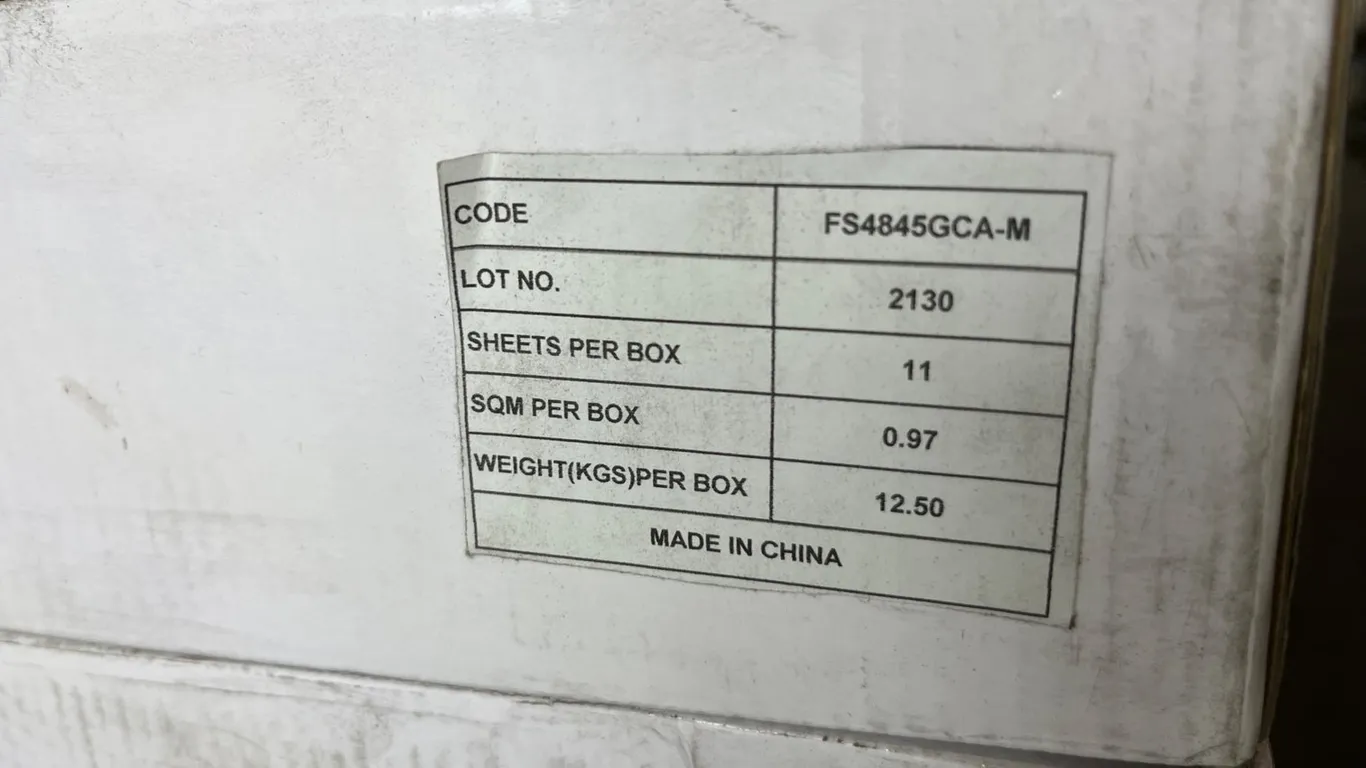 CODE FS4845GCA-M
LOT NO. 2130
SHEETS PER BOX 11
SQM PER BOX 0.97
WEIGHT(KGS)PER BOX 12.50
MADE IN CHINA